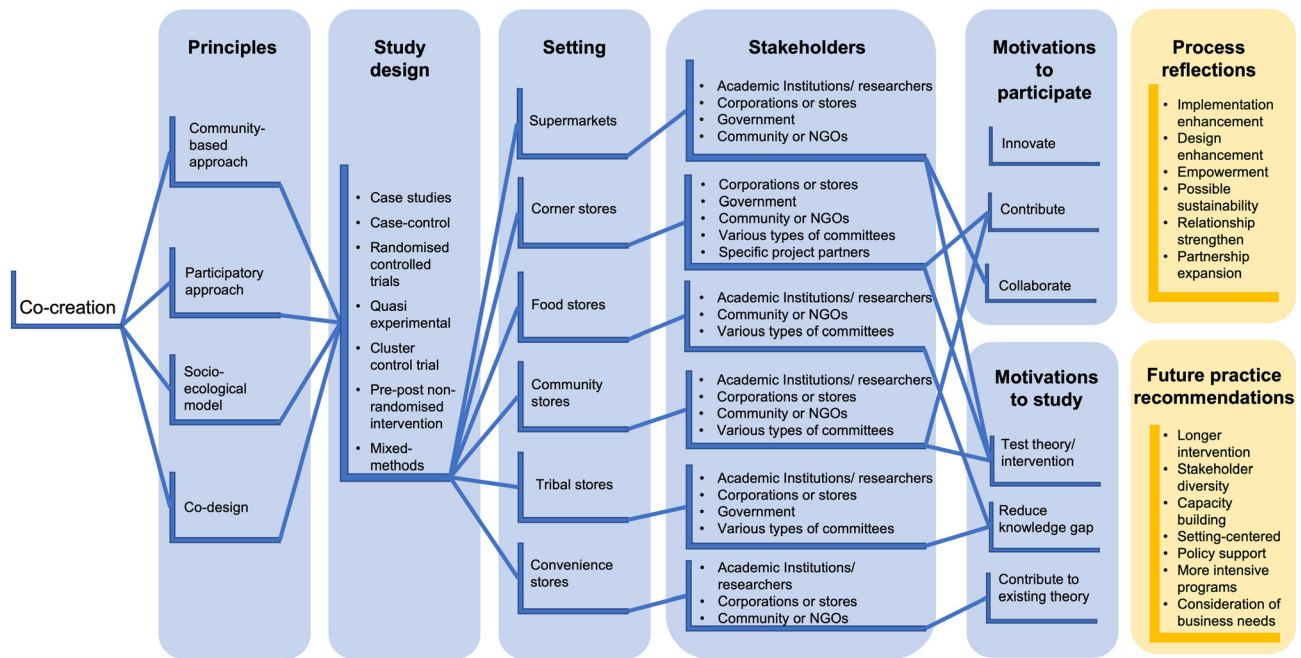 Principles
Study
design
Setting
Stakeholders
Motivations
to
participate
Process
reflections
Co-creation
Community-
based
approach
Participatory
approach
Socio-
ecological
model
Co-design
• Case studies
• Case-control
• Randomised
controlled
trials
• Quasi
experimental
• Cluster
control trial
• Pre-post non-
randomised
intervention
• Mixed-
methods
Supermarkets
Corner stores
Food stores
Community
stores
Tribal stores
Convenience
stores
• Academic Institutions/ researchers
• Corporations or stores
• Government
• Community or NGOs
• Corporations or stores
• Government
• Community or NGOs
• Various types of committees
• Specific project partners
• Academic Institutions/ researchers
• Community or NGOs
• Various types of committees
• Academic Institutions/ researchers
• Corporations or stores
• Community or NGOs
• Various types of committees
• Academic Institutions/ researchers
• Corporations or stores
• Government
• Various types of committees
• Academic Institutions/
researchers
• Corporations or stores
• Community or NGOs
Innovate
Contribute
Collaborate
Motivations
to study
Test theory/
intervention
Reduce
knowledge gap
Contribute to
existing theory
• Implementation
enhancement
• Design
enhancement
• Empowerment
• Possible
sustainability
• Relationship
strengthen
• Partnership
expansion
Future practice
recommendations
• Longer
intervention
• Stakeholder
diversity
• Capacity
building
• Setting-centered
• Policy support
• More intensive
programs
• Consideration of
business needs